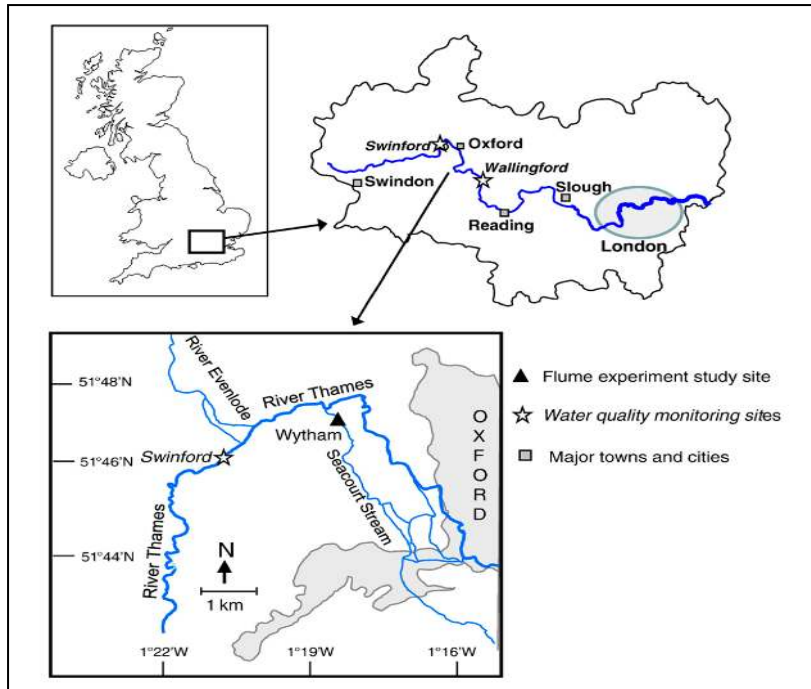 Swinford
Oxford
Wallingford
Swindon
Slough
Reading
London
River Evenlode
51°48'N
River Thames
Wytham
OXFORD
Swinford
51°46'N
Seacourt Stream
51°44'N
River Thames
N
1 km
1°22'W
1°19'W
1°16'W
Flume experiment study site
Water quality monitoring sites
Major towns and cities